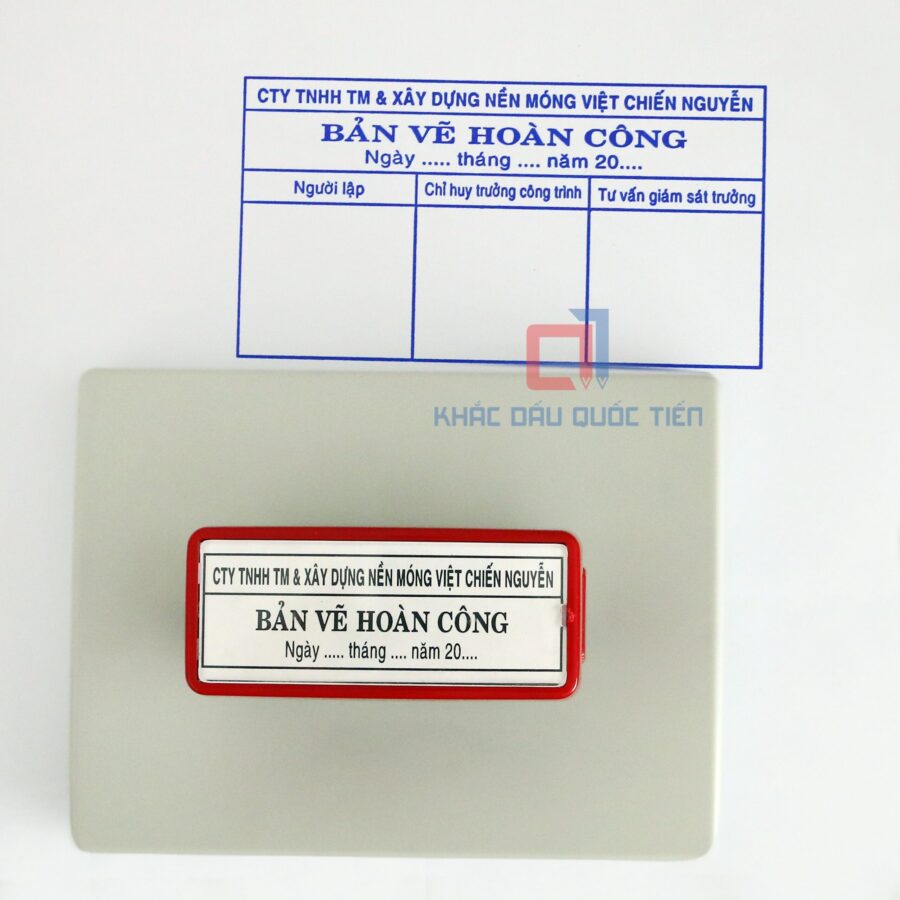 CTY TNHH TM & XÂY DỰNG NỀN MÓNG VIỆT CHIẾN NGUYỄN
BẢN VẼ HOÀN CÔNG
Ngày ..... tháng .... năm 20....
Người lập
Chỉ huy trưởng công trình
Tư vấn giám sát trưởng
KHẮC DẤU QUỐC TIẾN
CTY TNHH TM & XÂY DỰNG NỀN MÓNG VIỆT CHIẾN NGUYỄN
BẢN VẼ HOÀN CÔNG
Ngày ..... tháng .... năm 20....